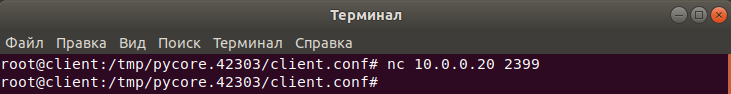 Терминал
Файл Правка Вид Поиск Терминал Справка
root@client:/tmp/pycore.42303/client.conf# nc 10.0.0.20 2399
root@client:/tmp/pycore.42303/client.conf#